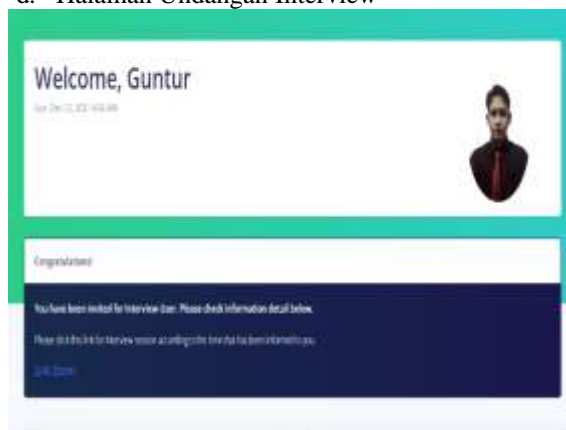 d. Halaman Undangan Interview
Welcome, Guntur
Congratulations!
You have been invited for Interview User. Please check information detail below.
Please click this link for Interview session according to the time that has been informed to you.
Link Zoom